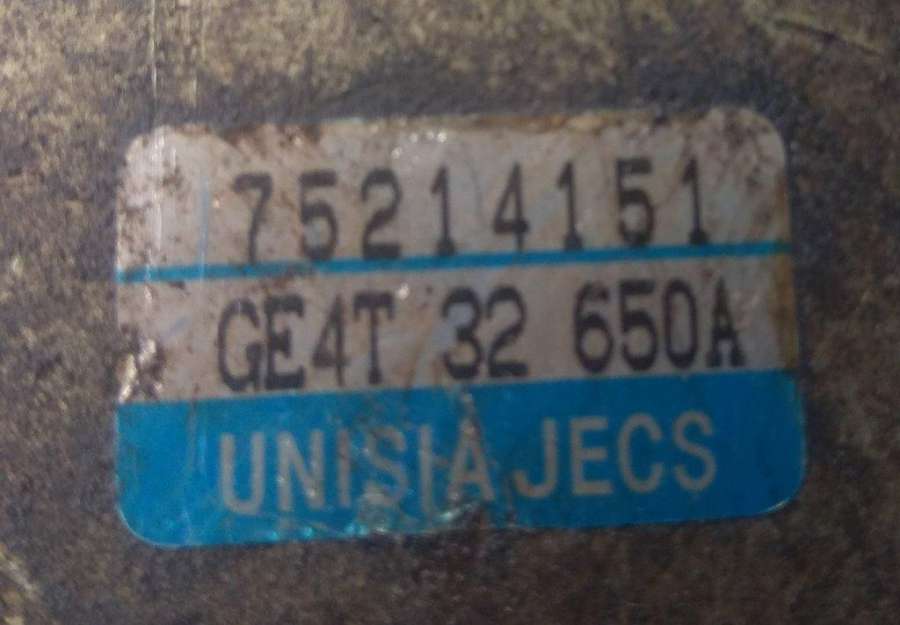 75214151
GE4T 32 650A
UNISIA JECS